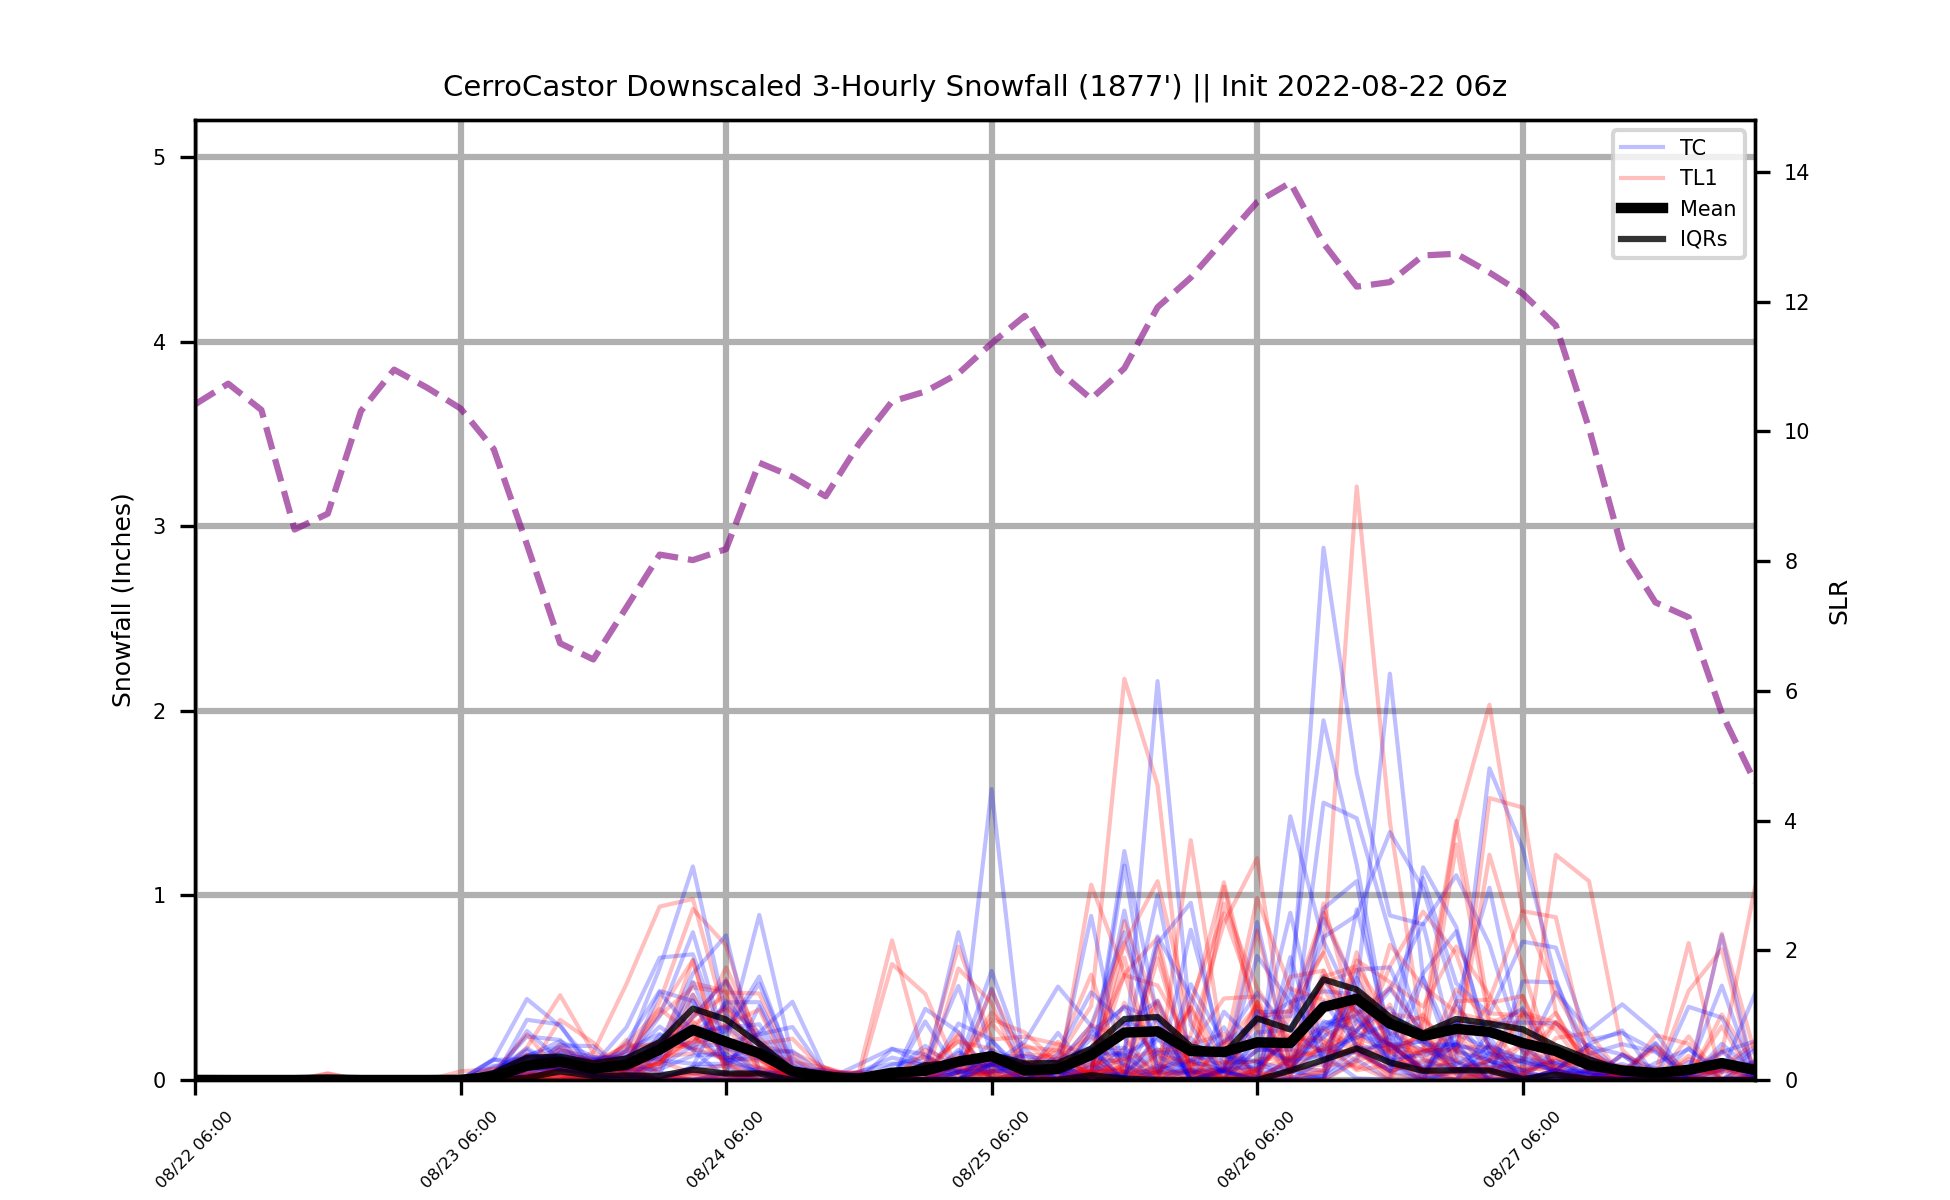 CerroCastor Downscaled 3-Hourly Snowfall (1877') || Init 2022-08-22 06z
TC
TL1
Mean
IQRs
Snowfall (Inches)
5
4
3
2
1
0
14
12
10
8
6
4
2
0
SLR
08/22 06:00
08/23 06:00
08/24 06:00
08/25 06:00
08/26 06:00
08/27 06:00